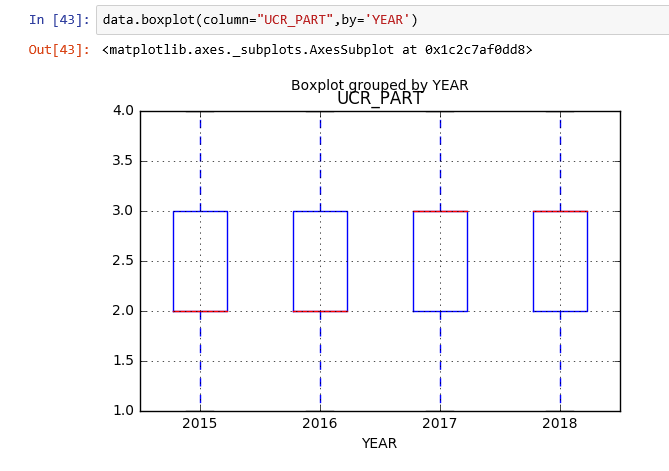 In [43]: data.boxplot(column="UCR_PART",by='YEAR')
Out[43]: <matplotlib.axes._subplots.AxesSubplot at 0x1c2c7af0dd8>
Boxplot grouped by YEAR
UCR_PART
4.0
3.5
3.0
2.5
2.0
1.5
1.0
2015 2016 2017 2018
YEAR